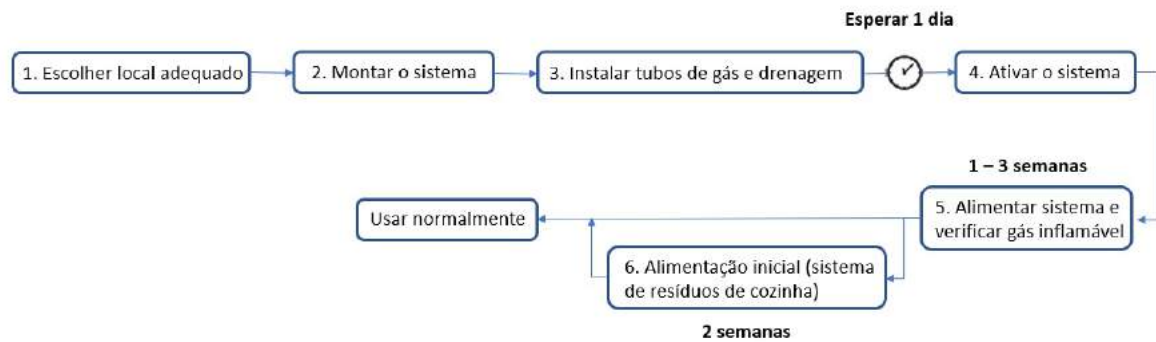 Esperar 1 dia
1. Escolher local adequado
2. Montar o sistema
3. Instalar tubos de gás e drenagem
4. Ativar o sistema
1 – 3 semanas
5. Alimentar sistema e
verificar gás inflamável
Usar normalmente
6. Alimentação inicial (sistema
de resíduos de cozinha)
2 semanas